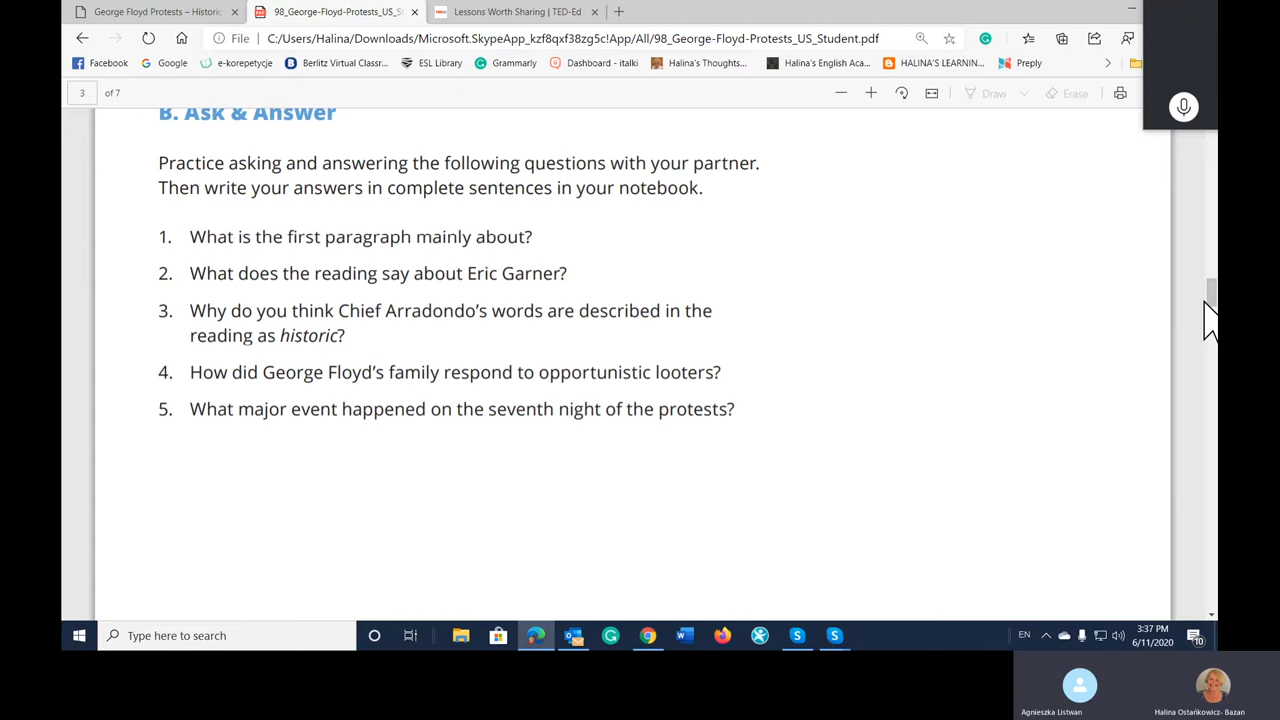 George Floyd Protests – Historic
98_George-Floyd-Protests_US_S
Lessons Worth Sharing | TED-Ed
File
C:/Users/Halina/Downloads/Microsoft.SkypeApp_kzf8qxf38zg5c!App/All/98_George-Floyd-Protests_US_Student.pdf
Facebook
Google
e-korepetycje
Berlitz Virtual Classr...
ESL Library
Grammarly
Dashboard - italki
Halina's Thoughts...
Halina's English Aca...
HALINA'S LEARNIN...
Preply
3 of 7
Draw
Erase
B. Ask & Answer
Practice asking and answering the following questions with your partner.
Then write your answers in complete sentences in your notebook.
1. What is the first paragraph mainly about?
2. What does the reading say about Eric Garner?
3. Why do you think Chief Arradondo’s words are described in the
reading as historic?
4. How did George Floyd’s family respond to opportunistic looters?
5. What major event happened on the seventh night of the protests?
Type here to search
EN
3:37 PM
6/11/2020
10
Agnieszka Listwan
Halina Ostańkowicz- Bazan